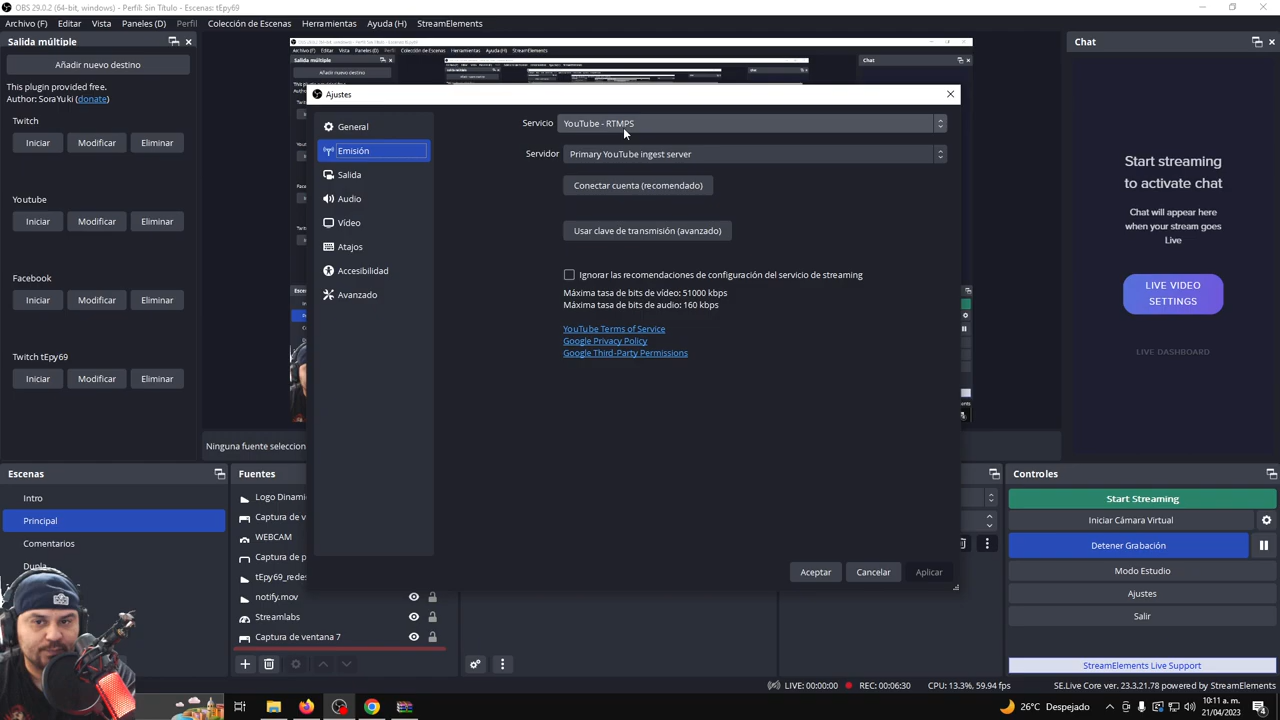 OBS 29.0.2 (64-bit, windows) - Perfil: Sin Título - Escenas: tEpy69
Archivo (F) Editar Vista Paneles (D) Perfil Colección de Escenas Herramientas Ayuda (H) StreamElements
Salida múltiple
Añadir nuevo destino
(donate)
Twitch
Iniciar Modificar Eliminar
Youtube
Iniciar Modificar Eliminar
Facebook
Iniciar Modificar Eliminar
Twitch tEpy69
Iniciar Modificar Eliminar
Chat
Ajustes
General
Emisión
Salida
Audio
Vídeo
Atajos
Accesibilidad
Avanzado
Servicio YouTube - RTMPS
Servidor Primary YouTube ingest server
Conectar cuenta (recomendado)
Usar clave de transmisión (avanzado)
Ignorar las recomendaciones de configuración del servicio de streaming
Máxima tasa de bits de vídeo: 51000 kbps
Máxima tasa de bits de audio: 160 kbps
YouTube Terms of Service
Google Privacy Policy
Google Third-Party Permissions
Aceptar Cancelar Aplicar
Start streaming
to activate chat
Chat will appear here
when your stream goes
Live
LIVE VIDEO
SETTINGS
LIVE DASHBOARD
Ninguna fuente seleccion
Escenas
Intro
Principal
Comentarios
Dupla
Fuentes
Logo Dinami
Captura de v
WEBCAM
Captura de p
tEpy69_redes
notify.mov
Streamlabs
Captura de ventana 7
Controles
Start Streaming
Iniciar Cámara Virtual
Detener Grabación
Modo Estudio
Ajustes
Salir
StreamElements Live Support
LIVE: 00:00:00 REC: 00:06:30 CPU: 13.3%, 59.94 fps SE.Live Core ver. 23.3.21.78 powered by StreamElements
26°C Despejado
10:11 a. m.
21/04/2023